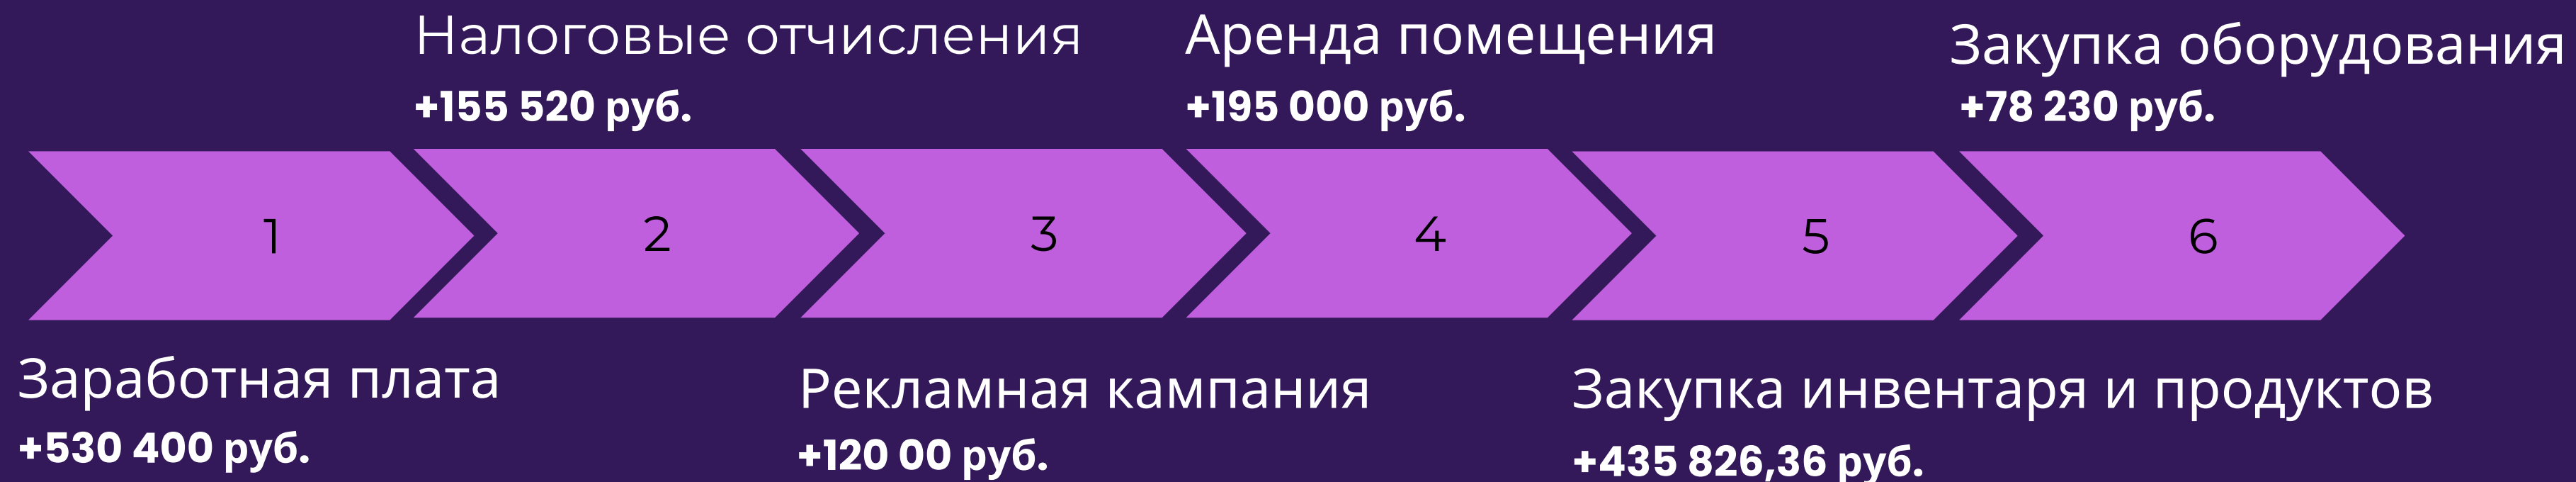 Налоговые отчисления
+155 520 руб.
Аренда помещения
+195 000 руб.
Закупка оборудования
+78 230 руб.
1
2
3
4
5
6
Заработная плата
+530 400 руб.
Рекламная кампания
+120 00 руб.
Закупка инвентаря и продуктов
+435 826,36 руб.